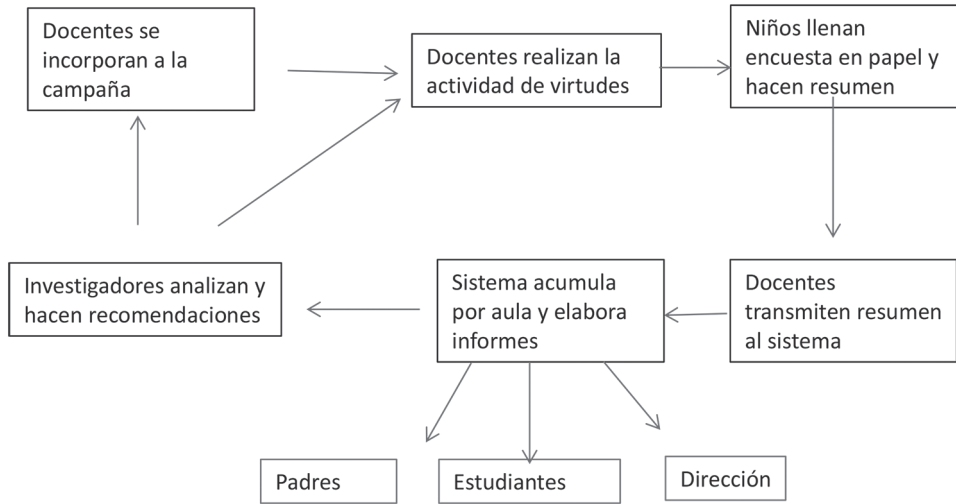 Docentes se
incorporan a la
campaña
Docentes realizan la
actividad de virtudes
Niños llenan
encuesta en papel y
hacen resumen
Investigadores analizan y
hacen recomendaciones
Sistema acumula
por aula y elabora
informes
Docentes
transmiten resumen
al sistema
Padres
Estudiantes
Dirección